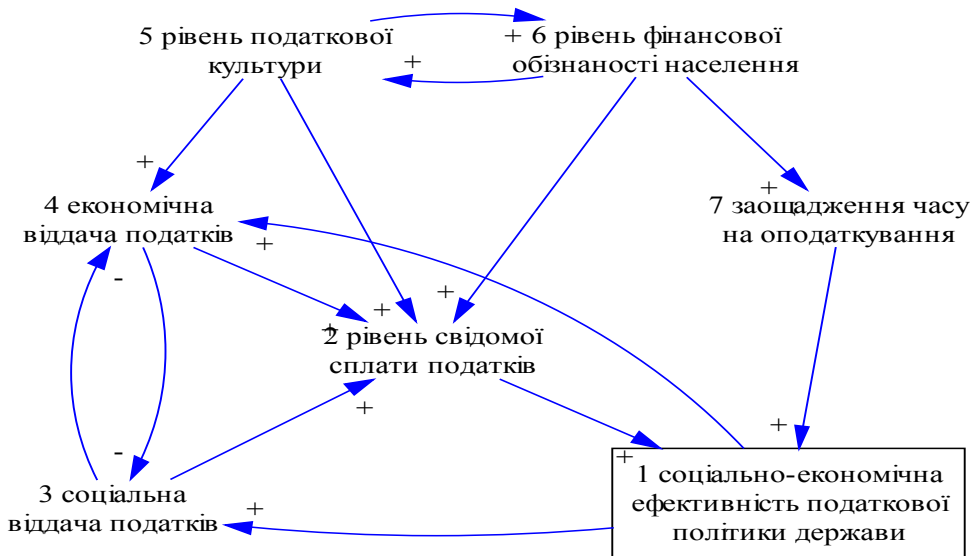 5 рівень податкової
культури
+ 6 рівень фінансової
обізнаності населення
+
+
+
4 економічна
віддача податків
+
7 заощадження часу
на оподаткування
-
+
+
+
+
2 рівень свідомої
сплати податків
+
-
+
+
3 соціальна
віддача податків
+
1 соціально-економічна
ефективність податкової
політики держави